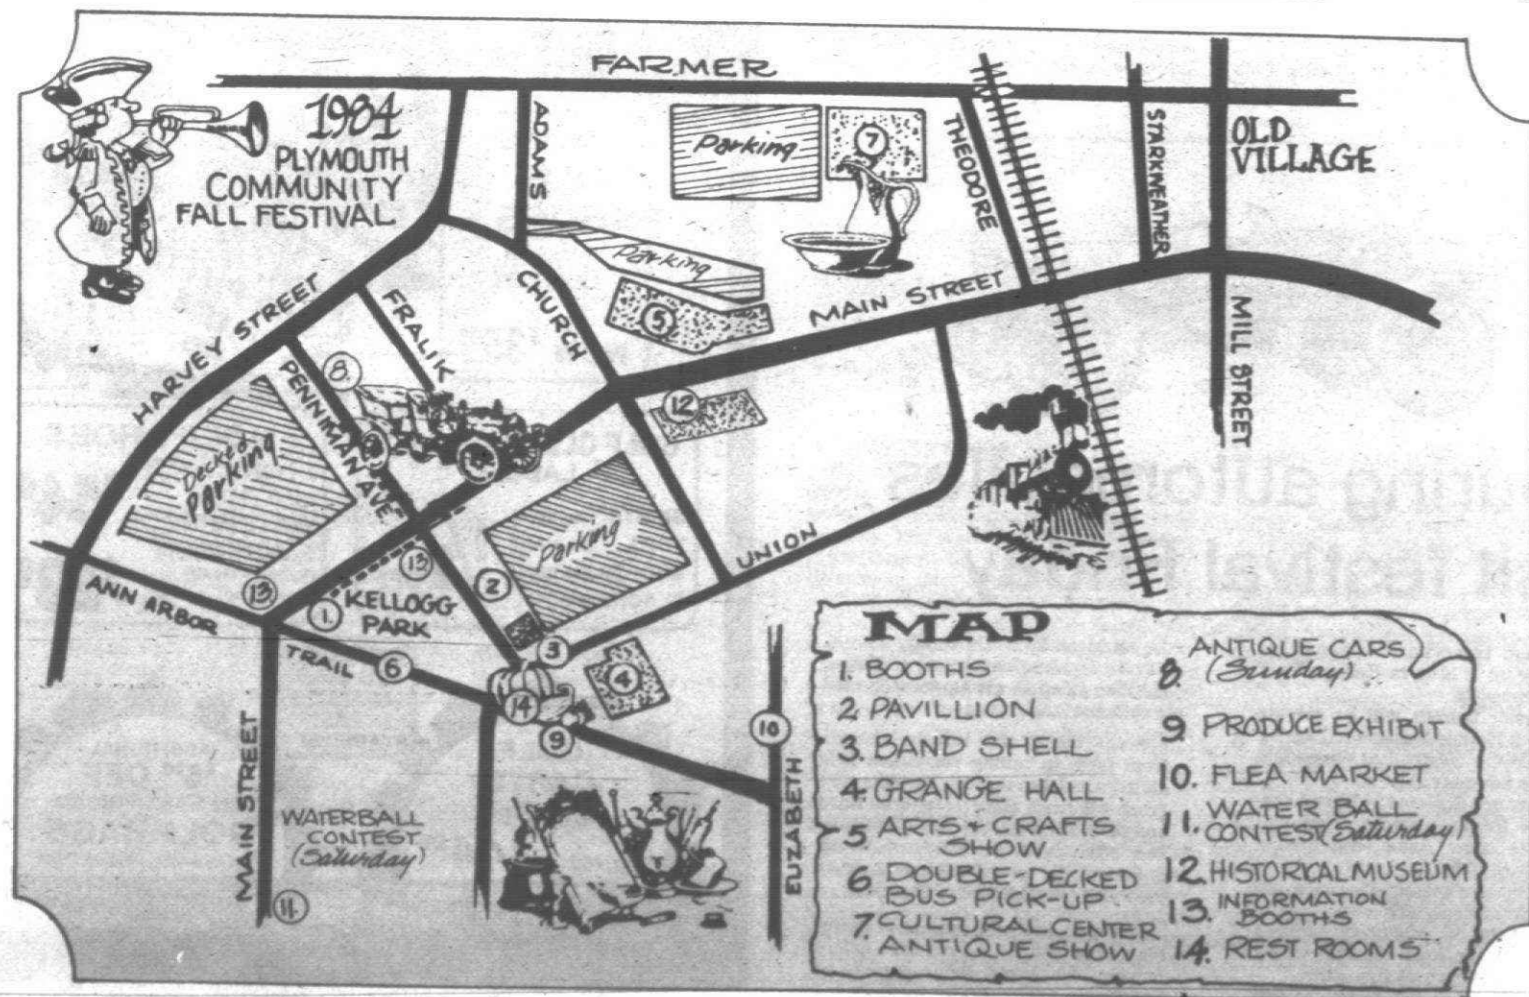 FARMER
1984
PLYMOUTH
COMMUNITY
FALL FESTIVAL
ADAMS
Parking
7
THEODORE
STARKWEATHER
OLD
VILLAGE
HARVEY STREET
FRALIK
CHURCH
Parking
5
MAIN STREET
MILL STREET
8
PENNIMAN AVE.
12
Decked
Parking
Parking
UNION
ANN ARBOR
TRAIL
13
13
1.
KELLOGG
PARK
2
3
4
6
14
9
10
MAIN STREET
WATERBALL
CONTEST
(Saturday)
11.
ELIZABETH
MAP
1. BOOTHS
2 PAVILLION
3. BAND SHELL
4. GRANGE HALL
5 ARTS + CRAFTS
SHOW
6 DOUBLE-DECKED
BUS PICK-UP
7. CULTURAL CENTER
ANTIQUE SHOW
8. ANTIQUE CARS
(Sunday)
9 PRODUCE EXHIBIT
10. FLEA MARKET
11. WATER BALL
CONTEST (Saturday)
12. HISTORICAL MUSEUM
13. INFORMATION
BOOTHS
14. REST ROOMS